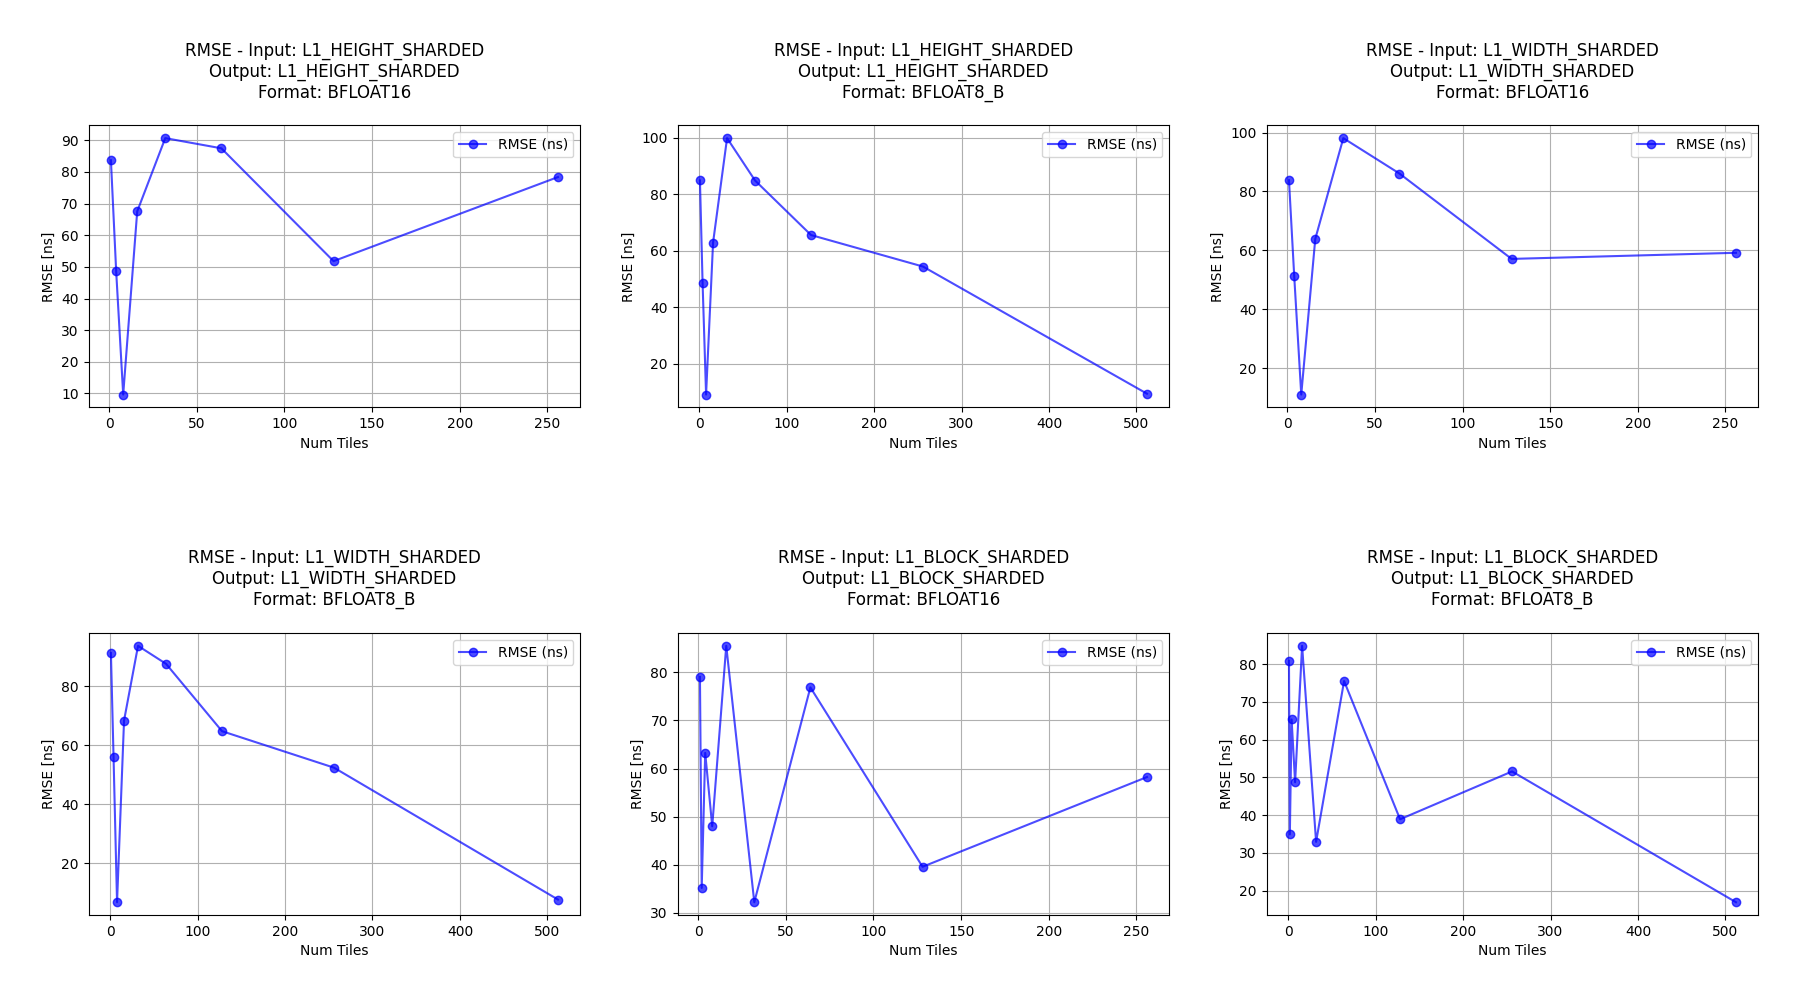 RMSE - Input: L1_HEIGHT_SHARDED
Output: L1_HEIGHT_SHARDED
Format: BFLOAT16
RMSE (ns)
90
80
70
60
50
40
30
20
10
RMSE [ns]
0 50 100 150 200 250
Num Tiles
RMSE - Input: L1_HEIGHT_SHARDED
Output: L1_HEIGHT_SHARDED
Format: BFLOAT8_B
RMSE (ns)
100
80
60
40
20
RMSE [ns]
0 100 200 300 400 500
Num Tiles
RMSE - Input: L1_WIDTH_SHARDED
Output: L1_WIDTH_SHARDED
Format: BFLOAT16
RMSE (ns)
100
80
60
40
20
RMSE [ns]
0 50 100 150 200 250
Num Tiles
RMSE - Input: L1_WIDTH_SHARDED
Output: L1_WIDTH_SHARDED
Format: BFLOAT8_B
RMSE (ns)
80
60
40
20
RMSE [ns]
0 100 200 300 400 500
Num Tiles
RMSE - Input: L1_BLOCK_SHARDED
Output: L1_BLOCK_SHARDED
Format: BFLOAT16
RMSE (ns)
80
70
60
50
40
30
RMSE [ns]
0 50 100 150 200 250
Num Tiles
RMSE - Input: L1_BLOCK_SHARDED
Output: L1_BLOCK_SHARDED
Format: BFLOAT8_B
RMSE (ns)
80
70
60
50
40
30
20
RMSE [ns]
0 100 200 300 400 500
Num Tiles